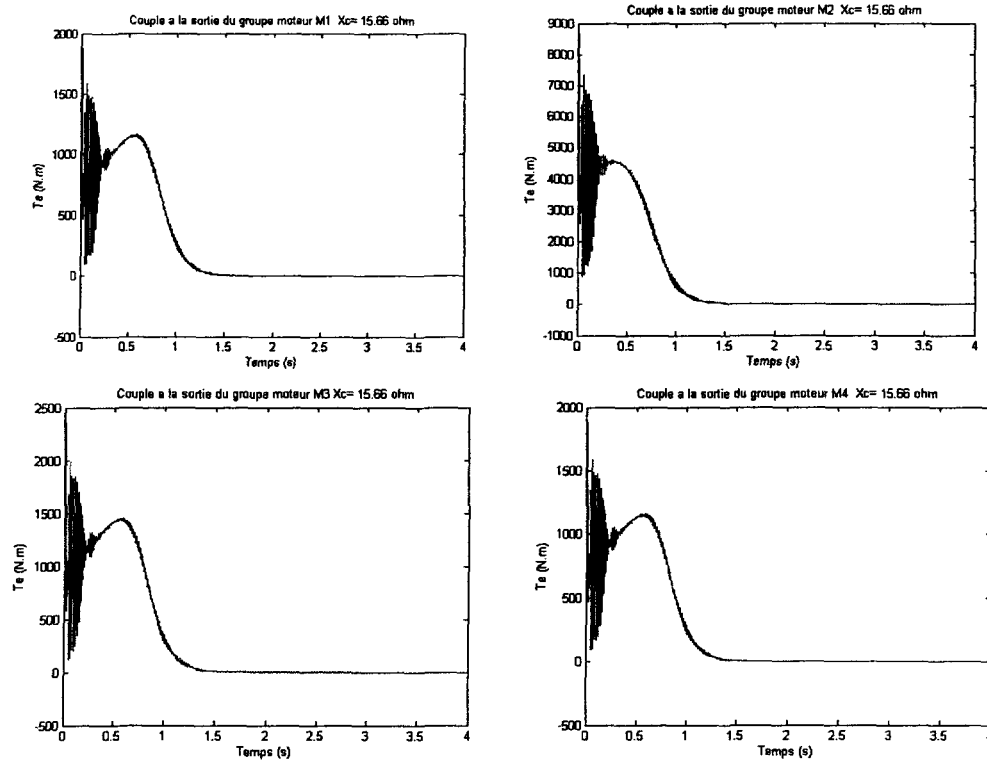 Couple a la sortie du groupe moteur M1 Xc= 15.66 ohm
2000
1500
1000
500
0
-500
Te (N.m)
0 0.5 1 1.5 2 2.5 3 3.5 4
Temps (s)
Couple a la sortie du groupe moteur M2 Xc= 15.66 ohm
9000
8000
7000
6000
5000
4000
3000
2000
1000
0
-1000
Te (N.m)
0 0.5 1 1.5 2 2.5 3 3.5 4
Temps (s)
Couple a la sortie du groupe moteur M3 Xc= 15.66 ohm
2500
2000
1500
1000
500
0
-500
Te (N.m)
0 0.5 1 1.5 2 2.5 3 3.5 4
Temps (s)
Couple a la sortie du groupe moteur M4 Xc= 15.66 ohm
2000
1500
1000
500
0
-500
Te (N.m)
0 0.5 1 1.5 2 2.5 3 3.5 4
Temps (s)